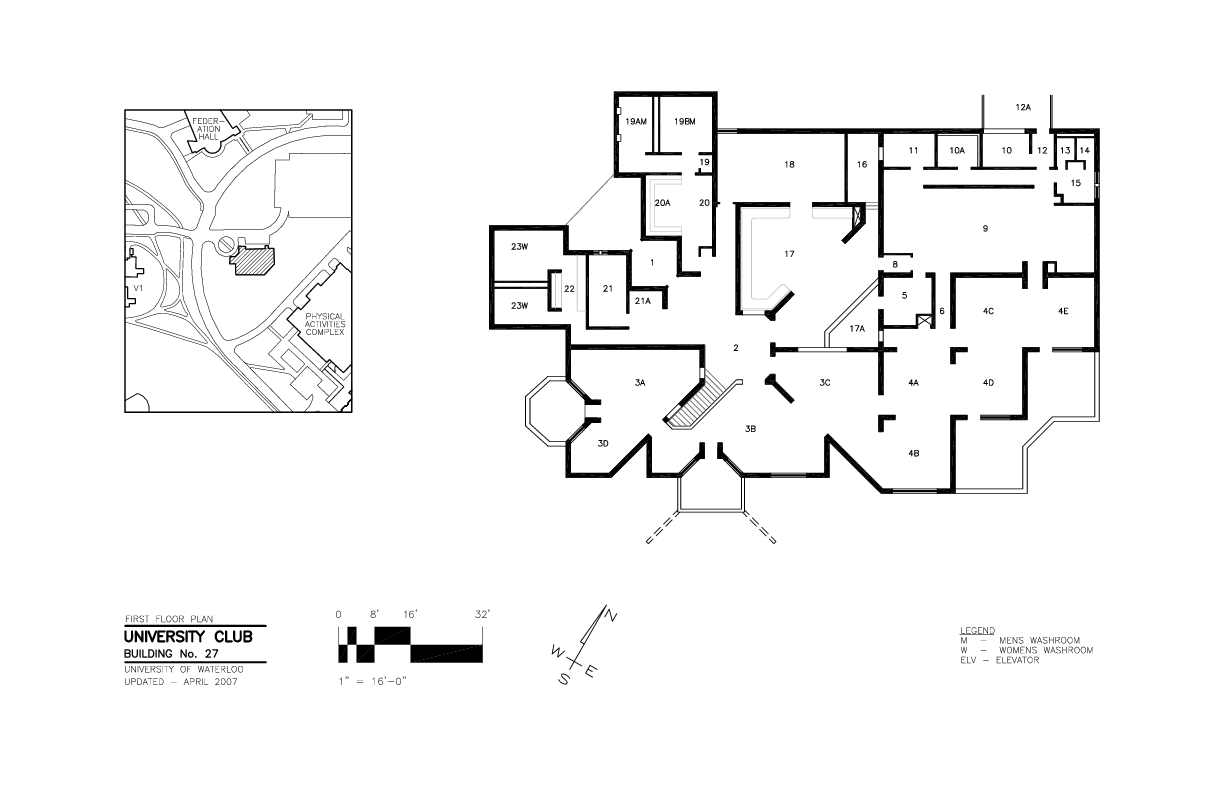 FEDER-
ATION
HALL
V1
PHYSICAL
ACTIVITIES
COMPLEX
12A
19AM
19BM
11
10A
10
12
13
14
19
18
16
15
20A
20
9
23W
1
17
8
22
21
21A
23W
5
6
4C
4E
17A
2
3A
3C
4A
4D
3B
3D
4B
FIRST FLOOR PLAN
UNIVERSITY CLUB
BUILDING No. 27
UNIVERSITY OF WATERLOO
UPDATED – APRIL 2007
0 8' 16' 32'
1" = 16'-0"
N
W
E
S
LEGEND
M – MENS WASHROOM
W – WOMENS WASHROOM
ELV – ELEVATOR